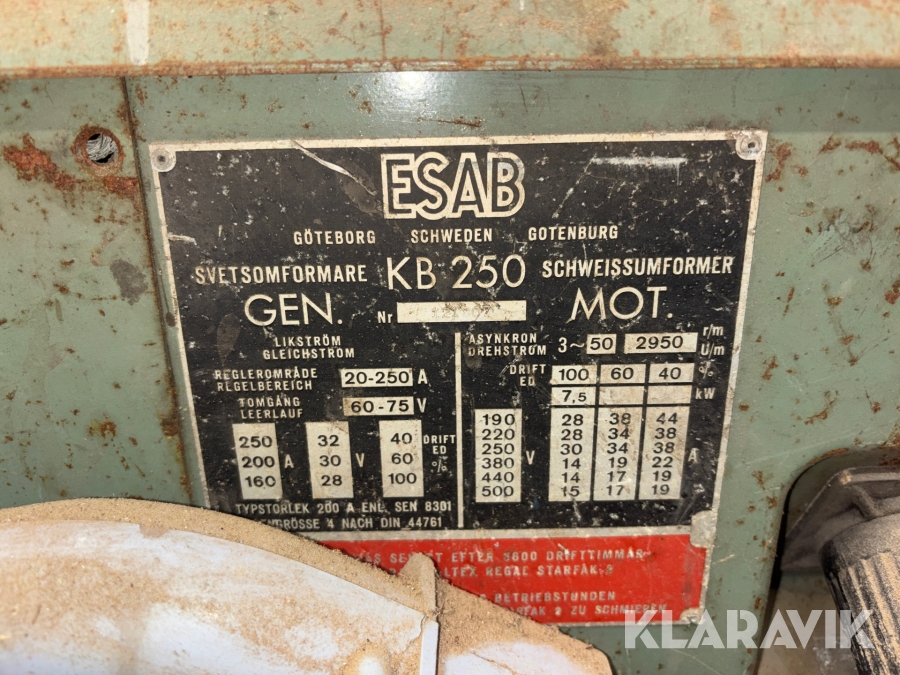 ESAB
GÖTEBORG SCHWEDEN GOTENBURG
SVETSOMFORMARE KB 250 SCHWEISSUMFORMER
GEN. Nr MOT.
LIKSTRÖM
GLEICHSTROM
REGLEROMRÅDE
REGELBEREICH 20-250 A
TOMGÅNG
LEERLAUF 60-75 V
250 32 40 DRIFT
200 A 30 V 60 ED
160 28 100 %
TYPSTORLEK 200 A ENL. SEN 8301
4 NACH DIN 44761
ASYNKRON
DREHSTROM 3~ 50 2950 r/m
U/m
DRIFT
ED 100 60 40 %
7,5 kW
190 28 38 44
220 28 34 38
250 30 34 38
380 V 14 19 22 A
440 14 17 19
500 15 17 19
EFTER 3600 DRIFTTIMMAR
REGAL STARFAK 2
BETRIEBSTUNDEN
2 ZU SCHMIEREN
KLARAVIK